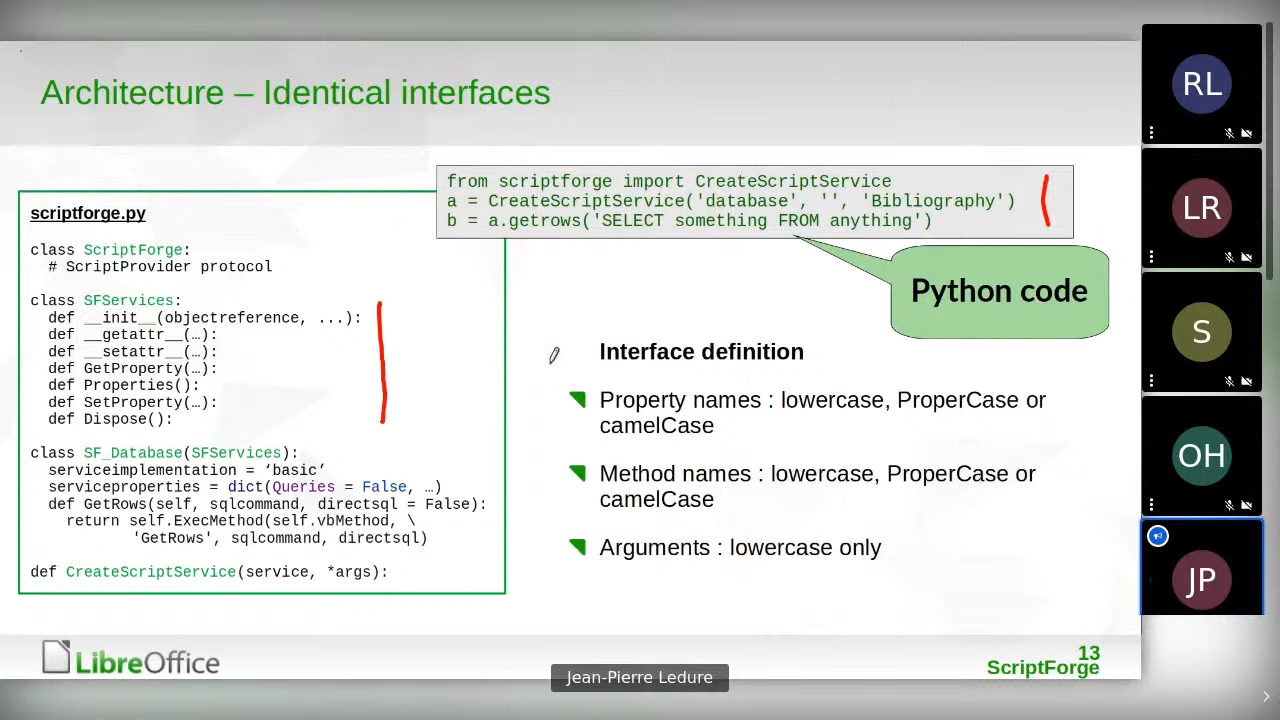 Architecture – Identical interfaces
from scriptforge import CreateScriptService
a = CreateScriptService('database', '', 'Bibliography')
b = a.getrows('SELECT something FROM anything')
Python code
scriptforge.py
class ScriptForge:
# ScriptProvider protocol
class SFServices:
def __init__(objectreference, ...):
def __getattr__(…):
def __setattr__(…):
def GetProperty(…):
def Properties():
def SetProperty(…):
def Dispose():
class SF_Database(SFServices):
serviceimplementation = ‘basic’
serviceproperties = dict(Queries = False, …)
def GetRows(self, sqlcommand, directsql = False):
return self.ExecMethod(self.vbMethod, \
'GetRows', sqlcommand, directsql)
def CreateScriptService(service, *args):
Interface definition
Property names : lowercase, ProperCase or
camelCase
Method names : lowercase, ProperCase or
camelCase
Arguments : lowercase only
LibreOffice
13
ScriptForge
Jean-Pierre Ledure
RL
LR
S
OH
JP